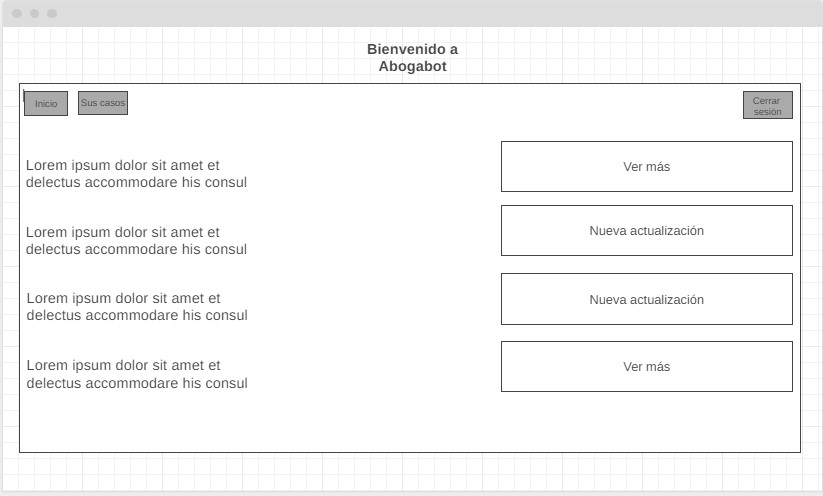 Bienvenido a
Abogabot
Inicio
Sus casos
Cerrar
sesión
Lorem ipsum dolor sit amet et
delectus accommodare his consul
Ver más
Lorem ipsum dolor sit amet et
delectus accommodare his consul
Nueva actualización
Lorem ipsum dolor sit amet et
delectus accommodare his consul
Nueva actualización
Lorem ipsum dolor sit amet et
delectus accommodare his consul
Ver más